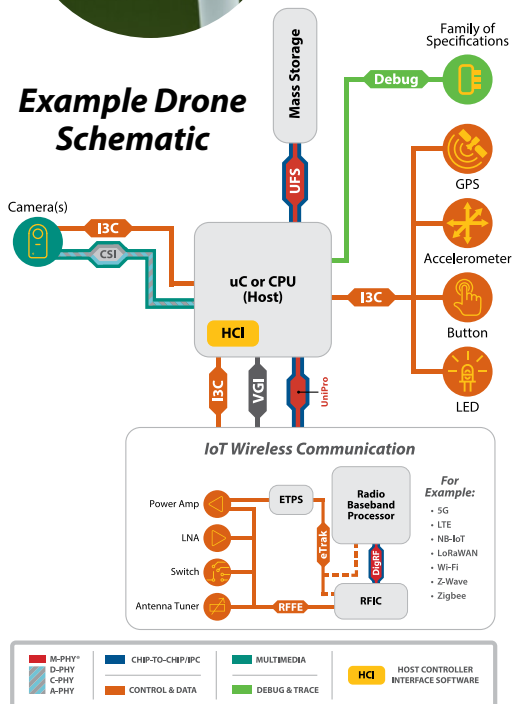 Example Drone
Schematic
Mass Storage
UFS
Family of
Specifications
Debug
GPS
Accelerometer
Button
LED
I3C
Camera(s)
I3C
CSI
uC or CPU
(Host)
HCI
I3C
VGI
UniPro
IoT Wireless Communication
Power Amp
LNA
Switch
Antenna Tuner
ETPS
eTrak
RFFE
Radio
Baseband
Processor
DigRF
RFIC
For
Example:
• 5G
• LTE
• NB-IoT
• LoRaWAN
• Wi-Fi
• Z-Wave
• Zigbee
M-PHY®
D-PHY
C-PHY
A-PHY
CHIP-TO-CHIP/IPC
CONTROL & DATA
MULTIMEDIA
DEBUG & TRACE
HCI
HOST CONTROLLER
INTERFACE SOFTWARE